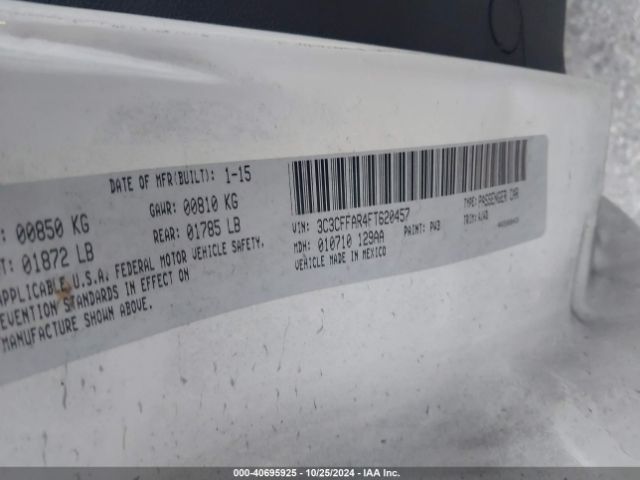 DATE OF MFR(BUILT): 1-15
: 00850 KG GAWR: 00810 KG
T: 01872 LB REAR: 01785 LB
APPLICABLE U.S.A. FEDERAL MOTOR VEHICLE SAFETY,
EVENTION STANDARDS IN EFFECT ON
MANUFACTURE SHOWN ABOVE.
VIN: 3C3CFFAR4FT620457 TYPE: PASSENGER CAR
MDH: 010710 129AA PAINT: PW3 TRIM:
VEHICLE MADE IN MEXICO
000-40695925 - 10/25/2024 - IAA Inc.